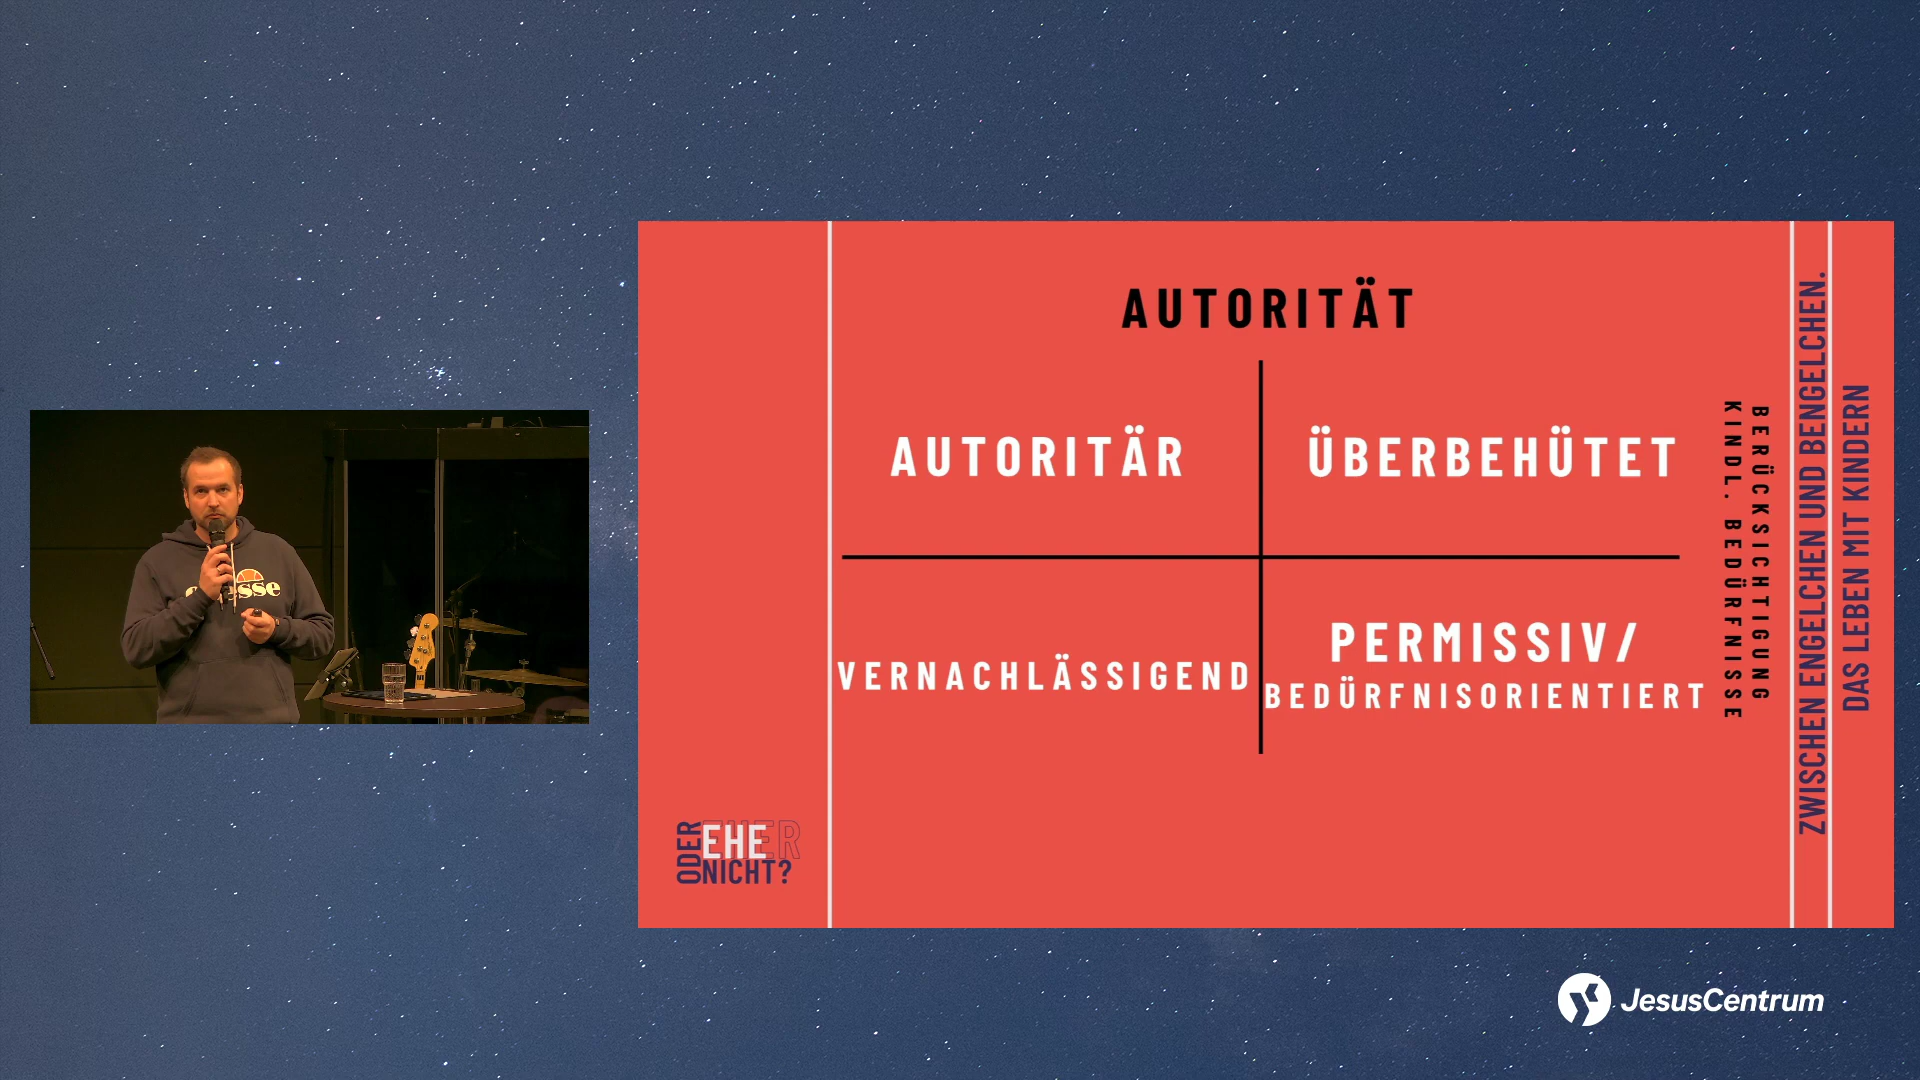 AUTORITÄT
AUTORITÄR
ÜBERBEHÜTET
VERNACHLÄSSIGEND
PERMISSIV/
BEDÜRFNISORIENTIERT
BERÜCKSICHTIGUNG
KINDL. BEDÜRFNISSE
ZWISCHEN ENGELCHEN UND BENGELCHEN.
DAS LEBEN MIT KINDERN
ODER
EHER
NICHT?
JesusCentrum